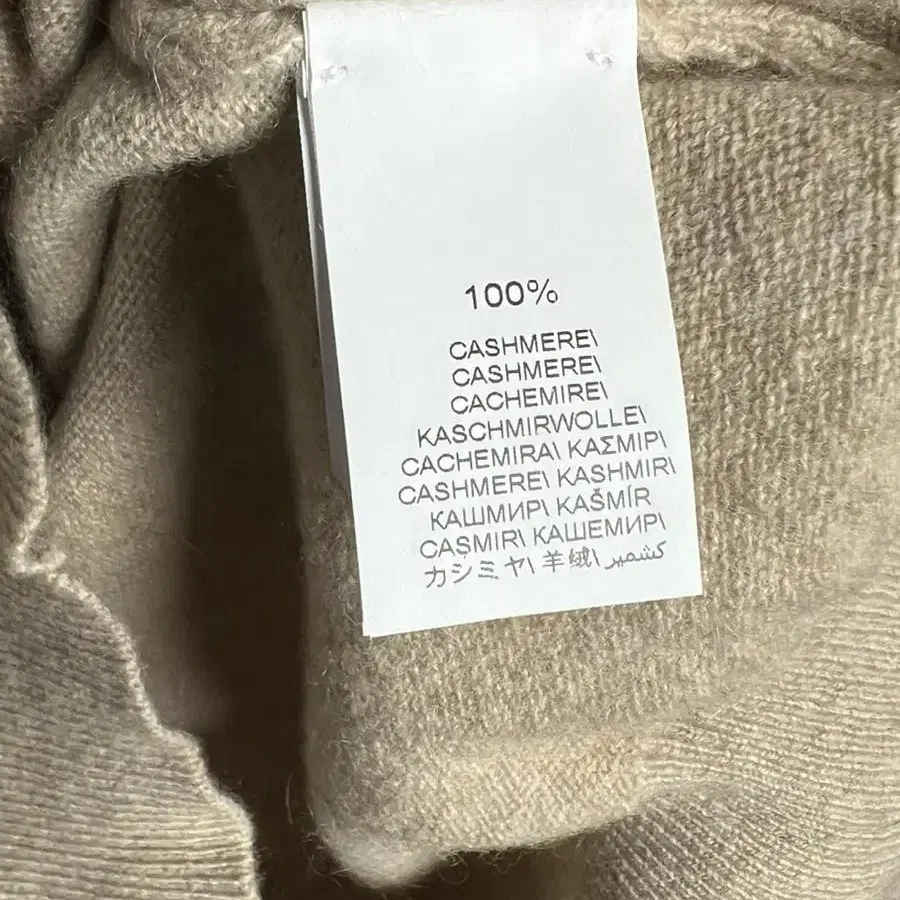 100%
CASHMERE\
CASHMERE\
CACHEMIRE\
KASCHMIRWOLLE\
CACHEMIRA\ ΚΑΣΜΙΡ\
CASHMERE\ KASHMIR\
КАШМИР\ KAŠMÍR
CAŞMIR\ КАШЕМИР\
カシミヤ\ 羊绒\ كشمير